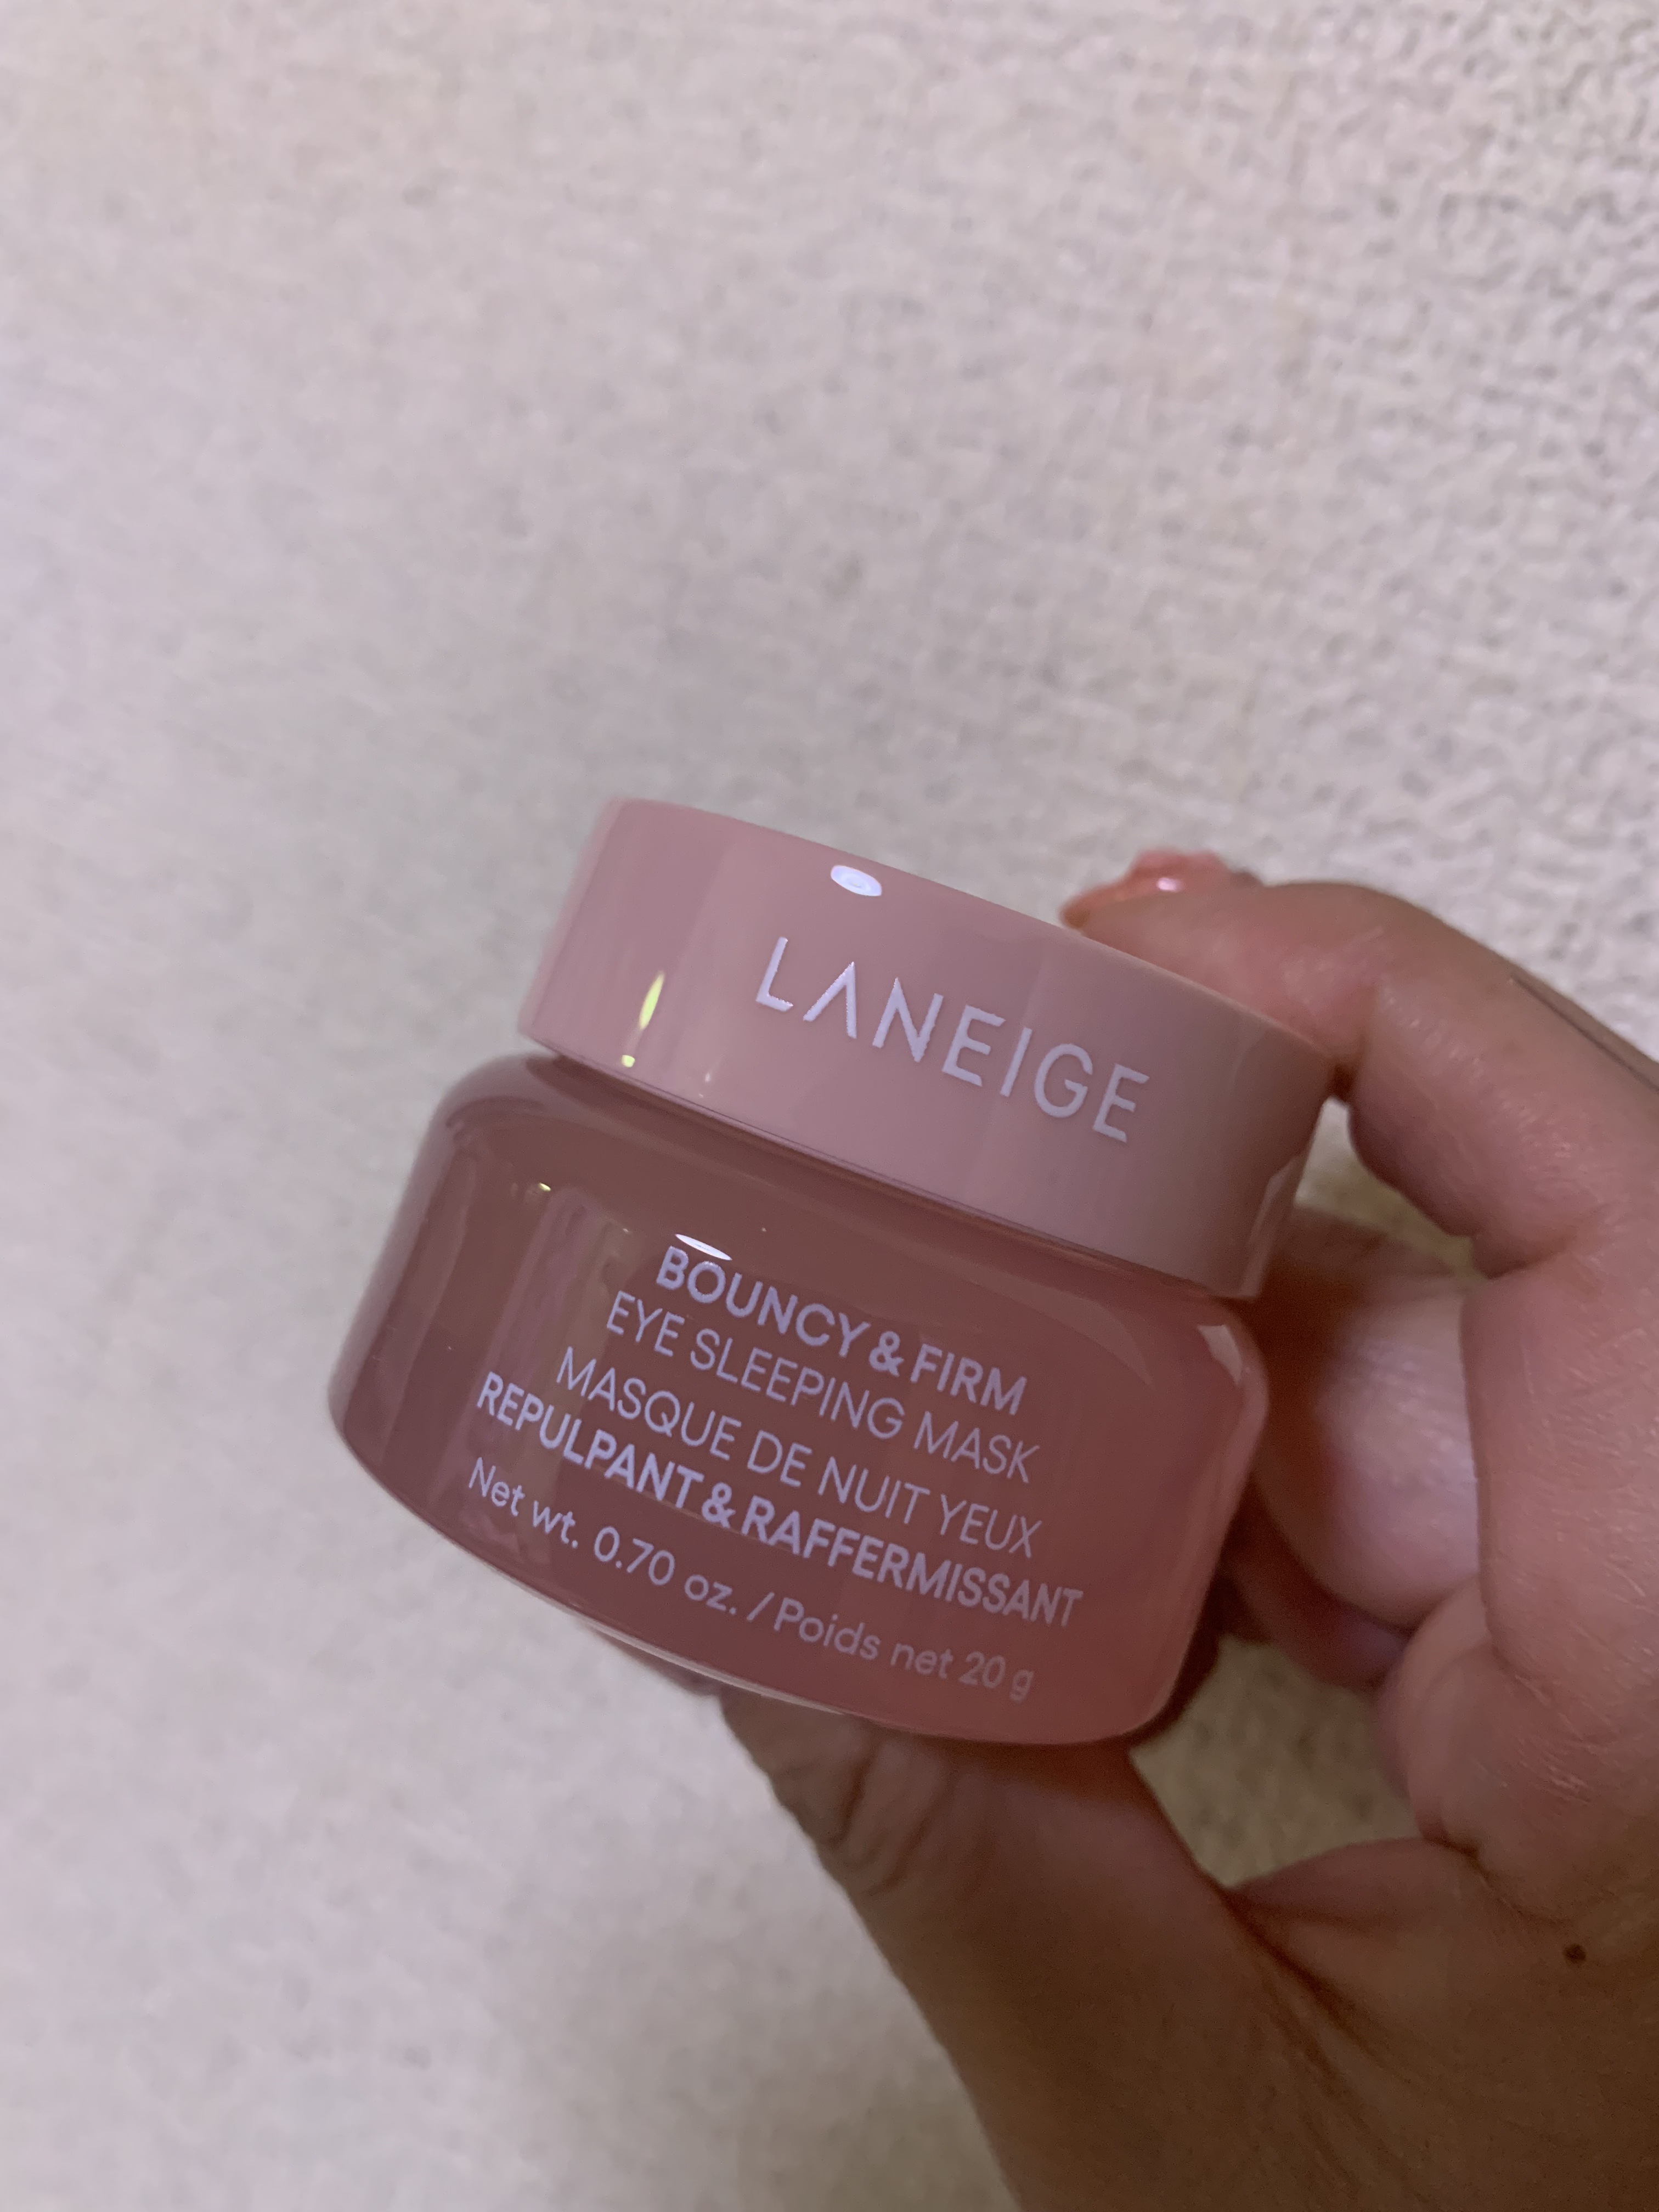 LANEIGE
BOUNCY & FIRM
EYE SLEEPING MASK
MASQUE DE NUIT YEUX
REPULPANT & RAFFERMISSANT
Net wt. 0.70 oz. / Poids net 20 g